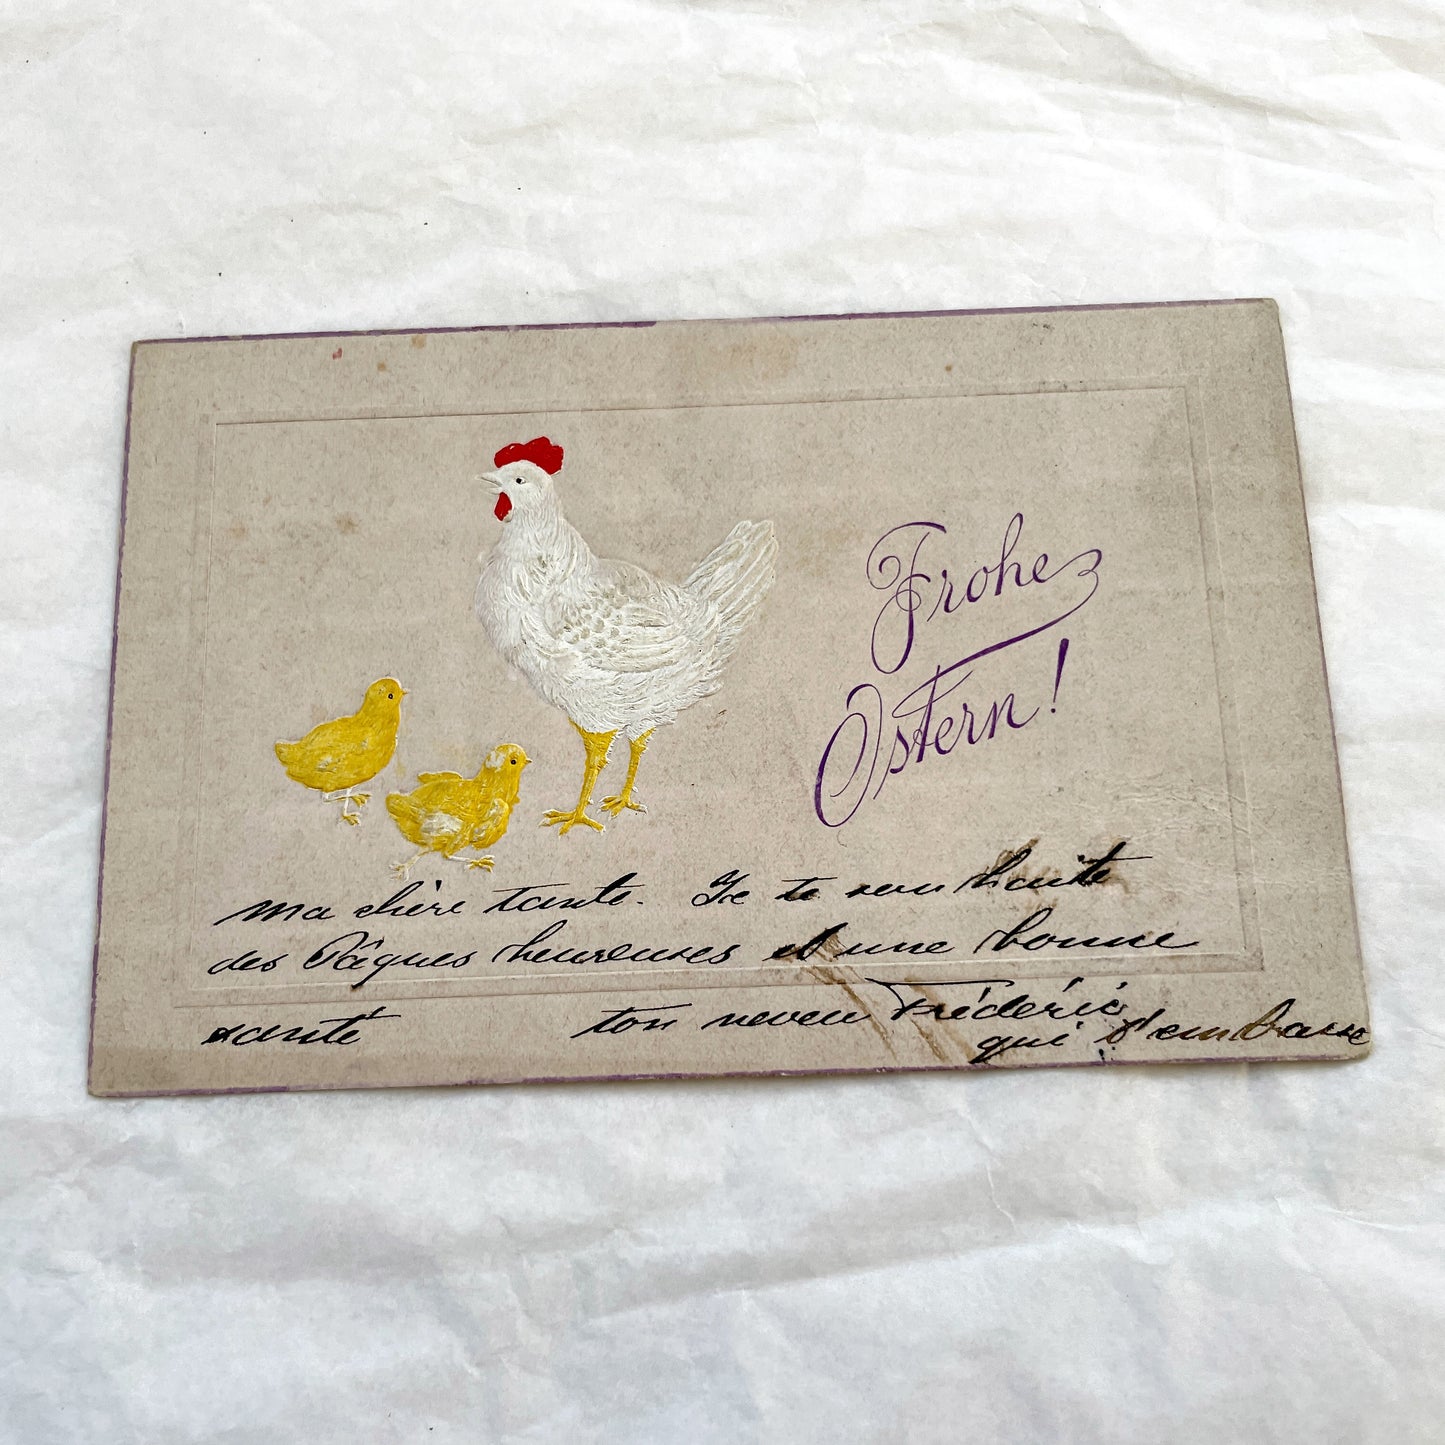 Frohe
Ostern!
Ma chère tante. Je te souhaite
des Pâques heureuses et une bonne
santé ton neveu Frédéric
qui t'embrasse